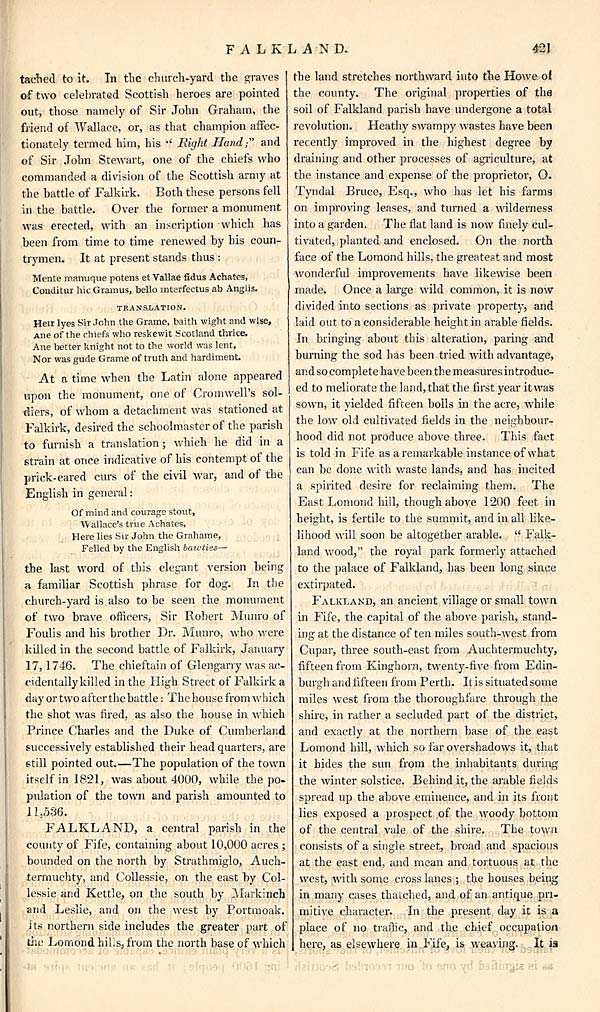 FALKLAND.
421
tached to it. In the church-yard the graves
of two celebrated Scottish heroes are pointed
out, those namely of Sir John Graham, the
friend of Wallace, or, as that champion affec-
tionately termed him, his “ Right Hand;” and
of Sir John Stewart, one of the chiefs who
commanded a division of the Scottish army at
the battle of Falkirk. Both these persons fell
in the battle. Over the former a monument
was erected, with an inscription which has
been from time to time renewed by his coun-
trymen. It at present stands thus :
Mente manuque potens et Vallae fidus Achates,
Conditur hic Gramus, bello interfectus ab Anglis.
TRANSLATION.
Heir lyes Sir John the Grame, baith wight and wise,
Ane of the chiefs who reskewit Scotland thrice.
Ane better knight not to the world was lent,
Nor was gude Grame of truth and hardiment.
At a time when the Latin alone appeared
upon the monument, one of Cromwell's sol-
diers, of whom a detachment was stationed at
Falkirk, desired the schoolmaster of the parish
to furnish a translation ; which he did in a
strain at once indicative of his contempt of the
prick-eared curs of the civil war, and of the
English in general:
Of mind and courage stout,
Wallace's true Achates,
Here lies Sir John the Grahame,
Felled by the English bawties—
the last word of this elegant version being
a familiar Scottish phrase for dog. In the
church-yard is also to be seen the monument
of two brave officers, Sir Robert Munro of
Foulis and his brother Dr. Munro, who were
killed in the second battle of Falkirk, January
17, 1746. The chieftain of Glengarry was ac-
cidentally killed in the High Street of Falkirk a
day or two after the battle: The house from which
the shot was fired, as also the house in which
Prince Charles and the Duke of Cumberland
successively established their head quarters, are
still pointed out.—The population of the town
itself in 1821, was about 4000, while the po-
pulation of the town and parish amounted to
11,536.
FALKLAND, a central parish in the
county of Fife, containing about 10,000 acres ;
bounded on the north by Strathmiglo, Auch-
termuchty, and Collessie, on the east by Col-
lessie and Kettle, on the south by Markinch
and Leslie, and on the west by Portmoak.
Its northern side includes the greater part of
the Lomond hills, from the north base of which
the land stretches northward into the Howe of
the county. The original properties of the
soil of Falkland parish have undergone a total
revolution. Heathy swampy wastes have been
recently improved in the highest degree by
draining and other processes of agriculture, at
the instance and expense of the proprietor, O.
Tyndal Bruce, Esq., who has let his farms
on improving leases, and turned a wilderness
into a garden. The flat land is now finely cul-
tivated, planted and enclosed. On the north
face of the Lomond hills, the greatest and most
wonderful improvements have likewise been
made. Once a large wild common, it is now
divided into sections as private property, and
laid out to a considerable height in arable fields.
In bringing about this alteration, paring and
burning the sod has been tried with advantage,
and so complete have been the measures introduc-
ed to meliorate the land, that the first year it was
sown, it yielded fifteen bolls in the acre, while
the low old cultivated fields in the neighbour-
hood did not produce above three. This fact
is told in Fife as a remarkable instance of what
can be done with waste lands, and has incited
a spirited desire for reclaiming them. The
East Lomond hill, though above 1200 feet in
height, is fertile to the summit, and in all like-
lihood will soon be altogether arable. “ Falk-
land wood,” the royal park formerly attached
to the palace of Falkland, has been long since
extirpated.
FALKLAND, an ancient village or small town
in Fife, the capital of the above parish, stand-
ing at the distance of ten miles south-west from
Cupar, three south-east from Auchtermuchty,
fifteen from Kinghorn, twenty-five from Edin-
burgh and fifteen from Perth. It is situated some
miles west from the thoroughfare through the
shire, in rather a secluded part of the district,
and exactly at the northern base of the east
Lomond hill, which so far overshadows it, that
it hides the sun from the inhabitants during
the winter solstice. Behind it, the arable fields
spread up the above eminence, and in its front
lies exposed a prospect of the woody bottom
of the central vale of the shire. The town
consists of a single street, broad and spacious
at the east end, and mean and tortuous at the
west, with some cross lanes ; the houses being
in many cases thatched, and of an antique pri-
mitive character. In the present day it is a
place of no traffic, and the chief occupation
here, as elsewhere in Fife, is weaving. It is